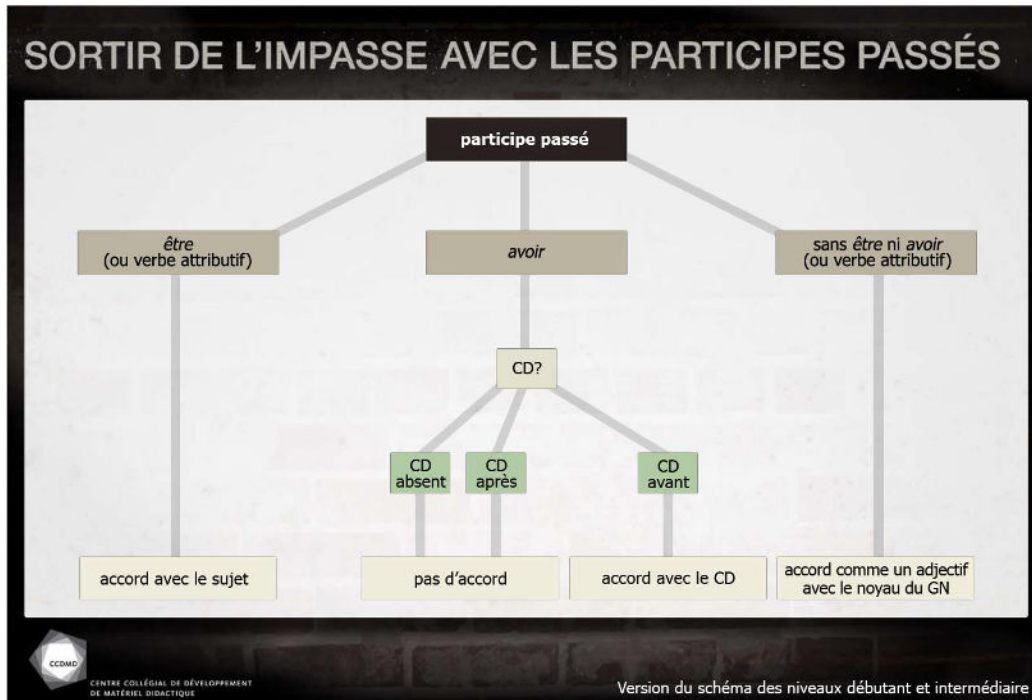 SORTIR DE L'IMPASSE AVEC LES PARTICIPES PASSÉS
participe passé
être
(ou verbe attributif)
avoir
sans être ni avoir
(ou verbe attributif)
CD?
CD
absent
CD
après
CD
avant
accord avec le sujet
pas d'accord
accord avec le CD
accord comme un adjectif
avec le noyau du GN
CCDMD
CENTRE COLLÉGIAL DE DÉVELOPPEMENT
DE MATÉRIEL DIDACTIQUE
Version du schéma des niveaux débutant et intermédiaire